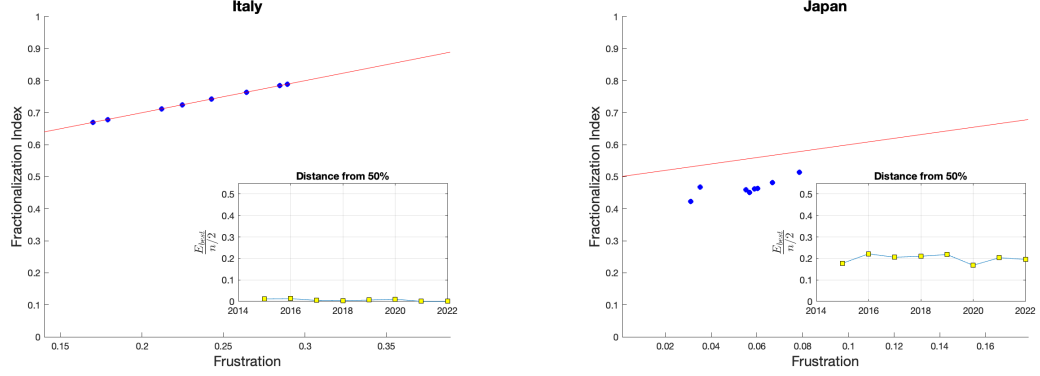 Italy
1
0.9
0.8
0.7
0.6
0.5
0.4
0.3
0.2
0.1
0
Fractionalization Index
0.15 0.2 0.25 0.3 0.35
Frustration
Distance from 50%
0.5
0.4
0.3
0.2
0.1
0
E_best
n/2
2014 2016 2018 2020 2022
Japan
1
0.9
0.8
0.7
0.6
0.5
0.4
0.3
0.2
0.1
0
Fractionalization Index
0.02 0.04 0.06 0.08 0.1 0.12 0.14 0.16
Frustration
Distance from 50%
0.5
0.4
0.3
0.2
0.1
0
E_best
n/2
2014 2016 2018 2020 2022